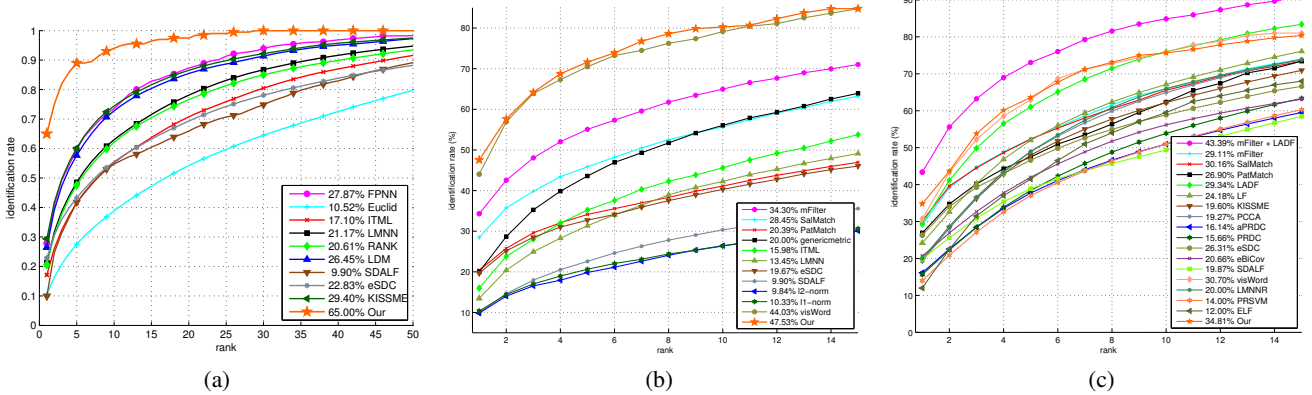 1
0.9
0.8
0.7
0.6
0.5
0.4
0.3
0.2
0.1
0
identification rate
0 5 10 15 20 25 30 35 40 45 50
rank
27.87% FPNN
10.52% Euclid
17.10% ITML
21.17% LMNN
20.61% RANK
26.45% LDM
9.90% SDALF
22.83% eSDC
29.40% KISSME
65.00% Our
(a)
80
70
60
50
40
30
20
10
identification rate (%)
2 4 6 8 10 12 14
rank
34.30% mFilter
28.45% SalMatch
20.39% PatMatch
20.00% genericmetric
15.98% ITML
13.45% LMNN
19.67% eSDC
9.90% SDALF
9.84% l2-norm
10.33% l1-norm
44.03% visWord
47.53% Our
(b)
90
80
70
60
50
40
30
20
10
0
identification rate (%)
2 4 6 8 10 12 14
rank
43.39% mFilter + LADF
29.11% mFilter
30.16% SalMatch
26.90% PatMatch
29.34% LADF
24.18% LF
19.60% KISSME
19.27% PCCA
16.14% aPRDC
15.66% PRDC
26.31% eSDC
20.66% eBiCov
19.87% SDALF
30.70% visWord
20.00% LMNNR
14.00% PRSVM
12.00% ELF
34.81% Our
(c)